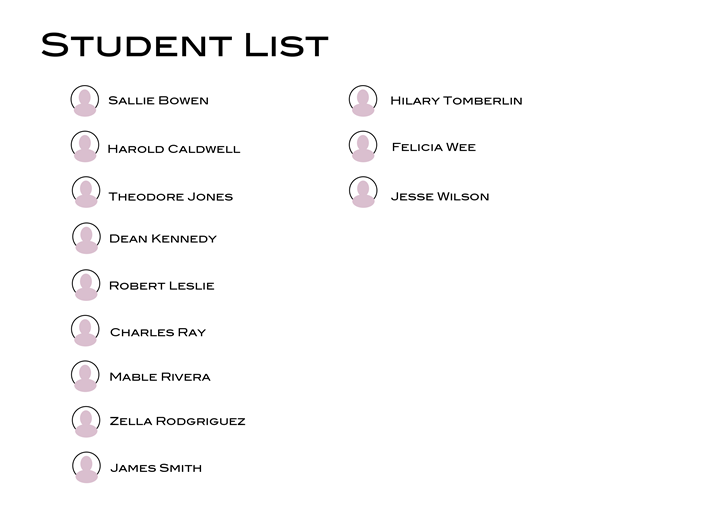 Student List
Sallie Bowen
Harold Caldwell
Theodore Jones
Dean Kennedy
Robert Leslie
Charles Ray
Mable Rivera
Zella Rodgriguez
James Smith
Hilary Tomberlin
Felicia Wee
Jesse Wilson